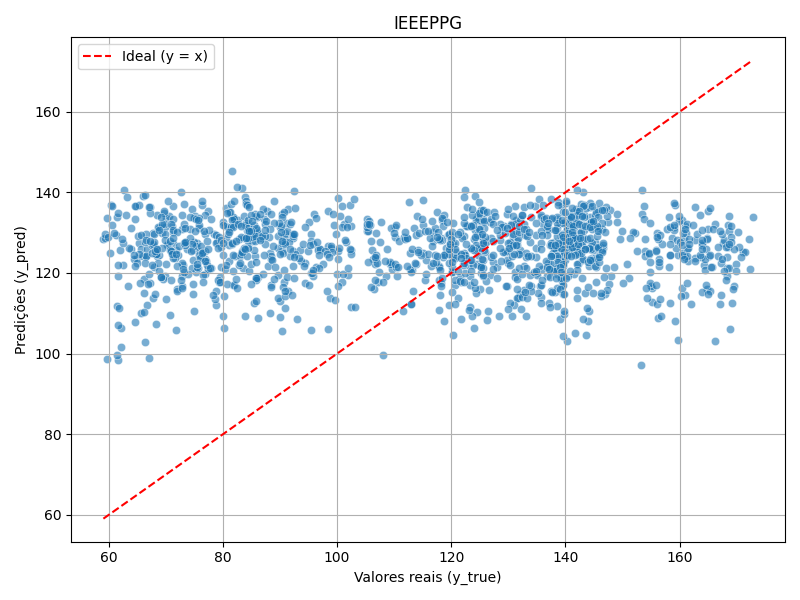 IEEEPPG
Ideal (y = x)
160
140
120
100
80
60
Predições (y_pred)
60 80 100 120 140 160
Valores reais (y_true)